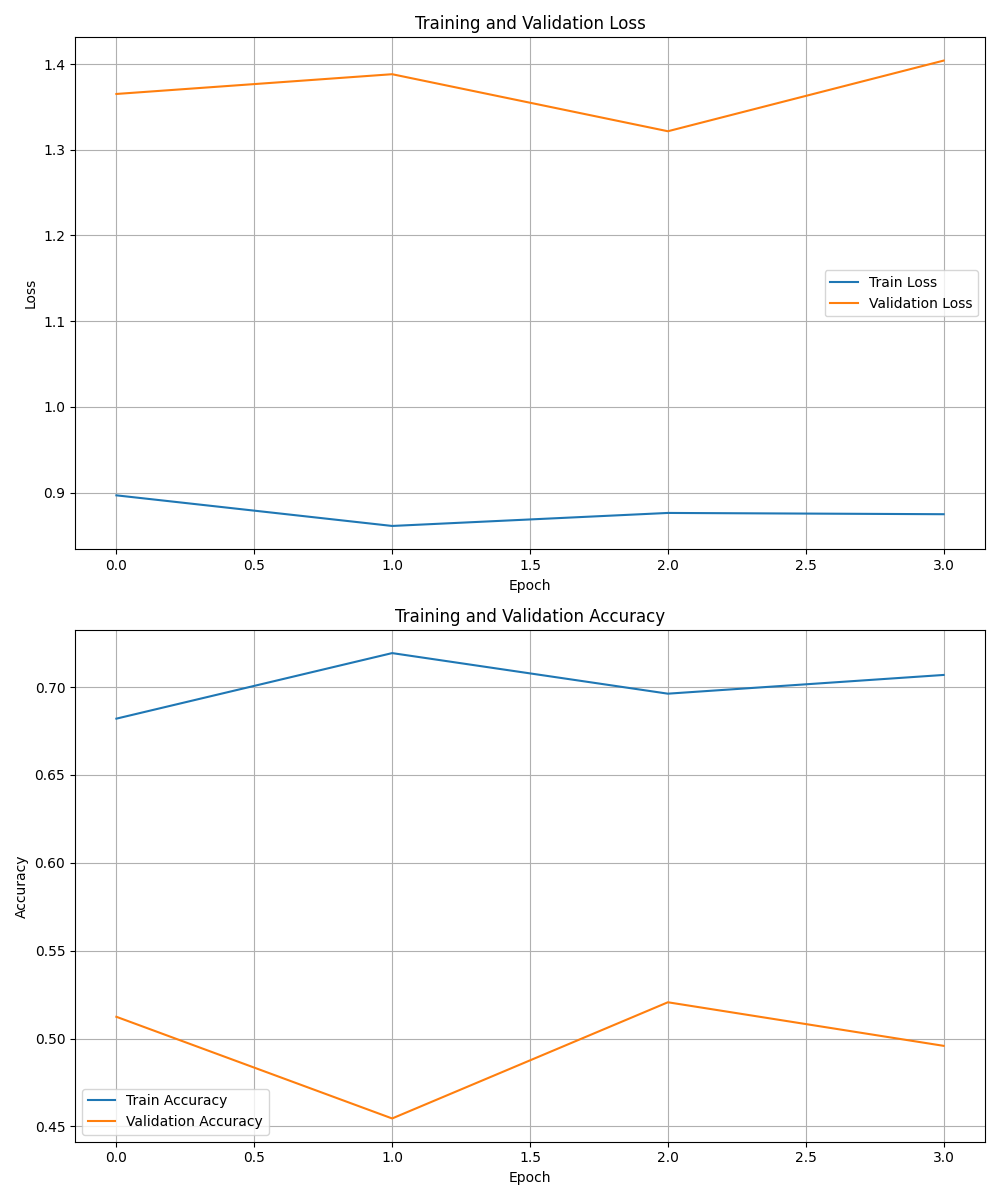 Training and Validation Loss
1.4
1.3
1.2
1.1
1.0
0.9
Loss
Train Loss
Validation Loss
0.0 0.5 1.0 1.5 2.0 2.5 3.0
Epoch
Training and Validation Accuracy
0.70
0.65
0.60
0.55
0.50
0.45
Accuracy
Train Accuracy
Validation Accuracy
0.0 0.5 1.0 1.5 2.0 2.5 3.0
Epoch